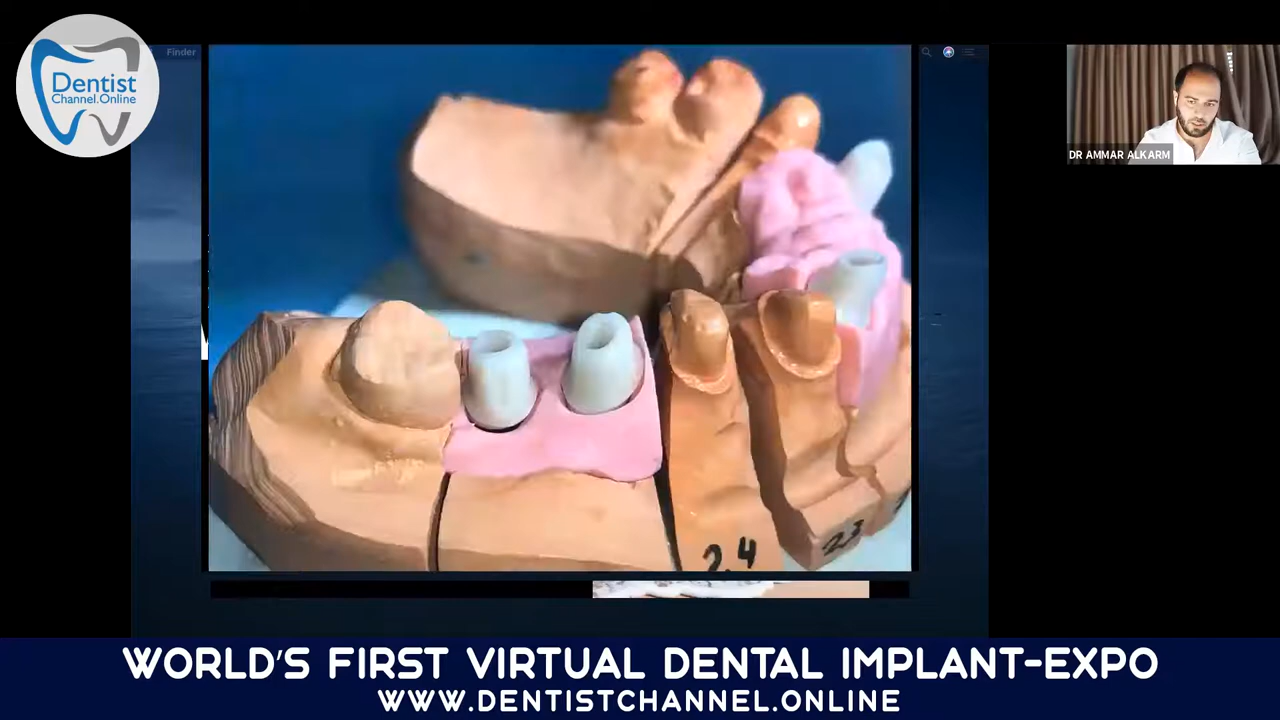 Dentist
Channel.Online
Finder
DR AMMAR ALKARM
2.4
23
WORLD'S FIRST VIRTUAL DENTAL IMPLANT-EXPO
WWW.DENTISTCHANNEL.ONLINE